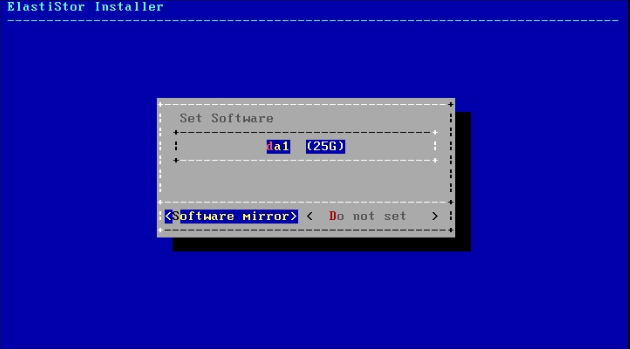 ElastiStor Installer
Set Software
da1 (25G)
<Software mirror> < Do not set >